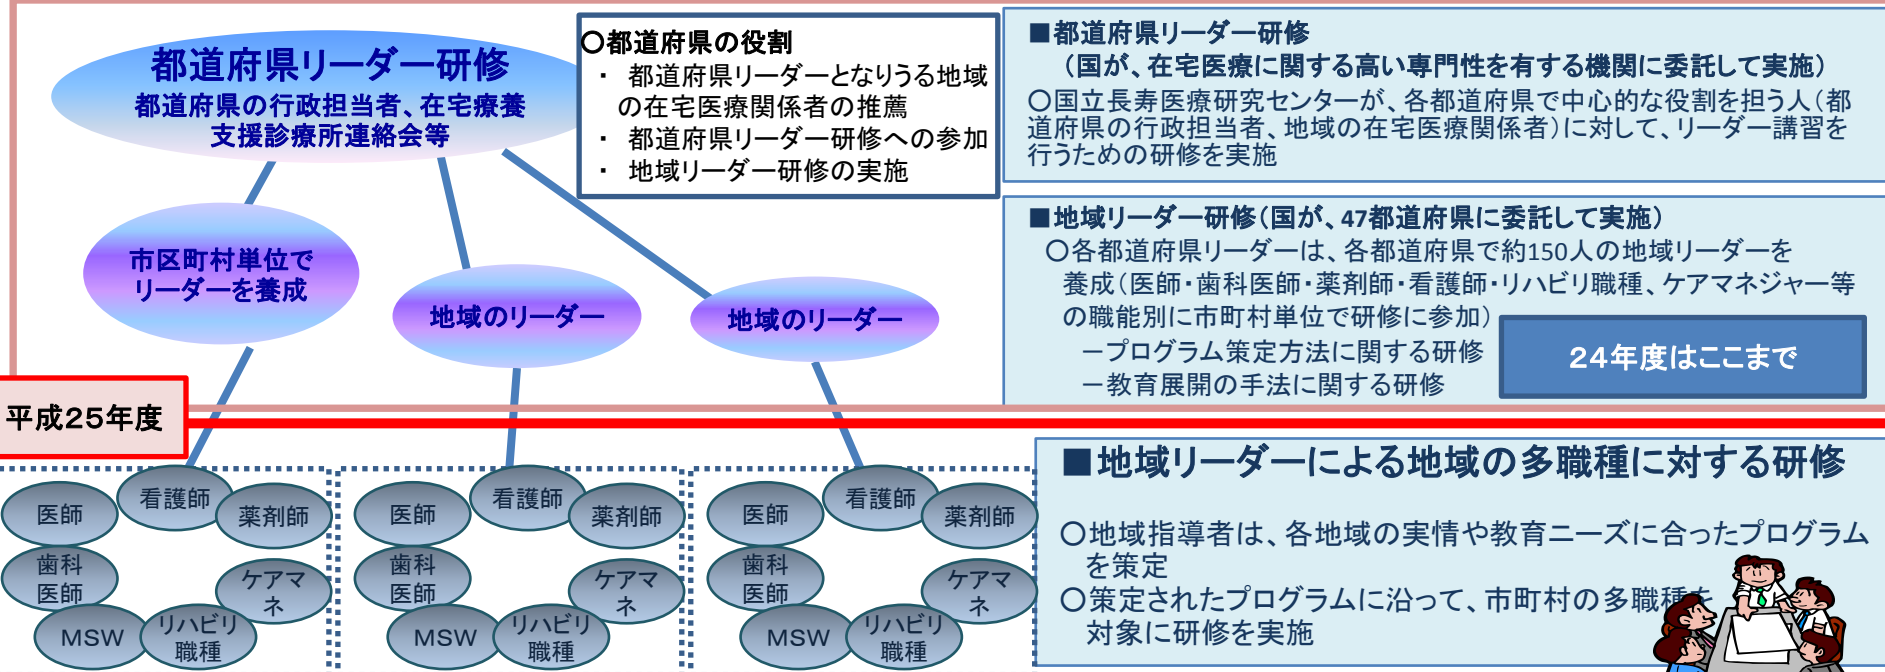 都道府県リーダー研修
都道府県の行政担当者、在宅療養
支援診療所連絡会等
〇都道府県の役割
・ 都道府県リーダーとなりうる地域
の在宅医療関係者の推薦
・ 都道府県リーダー研修への参加
・ 地域リーダー研修の実施
■都道府県リーダー研修
（国が、在宅医療に関する高い専門性を有する機関に委託して実施）
〇国立長寿医療研究センターが、各都道府県で中心的な役割を担う人（都
道府県の行政担当者、地域の在宅医療関係者）に対して、リーダー講習を
行うための研修を実施
市区町村単位で
リーダーを養成
地域のリーダー
地域のリーダー
■地域リーダー研修（国が、47都道府県に委託して実施）
〇各都道府県リーダーは、各都道府県で約150人の地域リーダーを
養成（医師・歯科医師・薬剤師・看護師・リハビリ職種、ケアマネジャー等
の職能別に市町村単位で研修に参加）
－プログラム策定方法に関する研修
－教育展開の手法に関する研修
２４年度はここまで
平成２５年度
医師
看護師
薬剤師
歯科
医師
ケアマ
ネ
ＭＳＷ
リハビリ
職種
医師
看護師
薬剤師
歯科
医師
ケアマ
ネ
ＭＳＷ
リハビリ
職種
医師
看護師
薬剤師
歯科
医師
ケアマ
ネ
ＭＳＷ
リハビリ
職種
■地域リーダーによる地域の多職種に対する研修
〇地域指導者は、各地域の実情や教育ニーズに合ったプログラム
を策定
〇策定されたプログラムに沿って、市町村の多職種を
対象に研修を実施